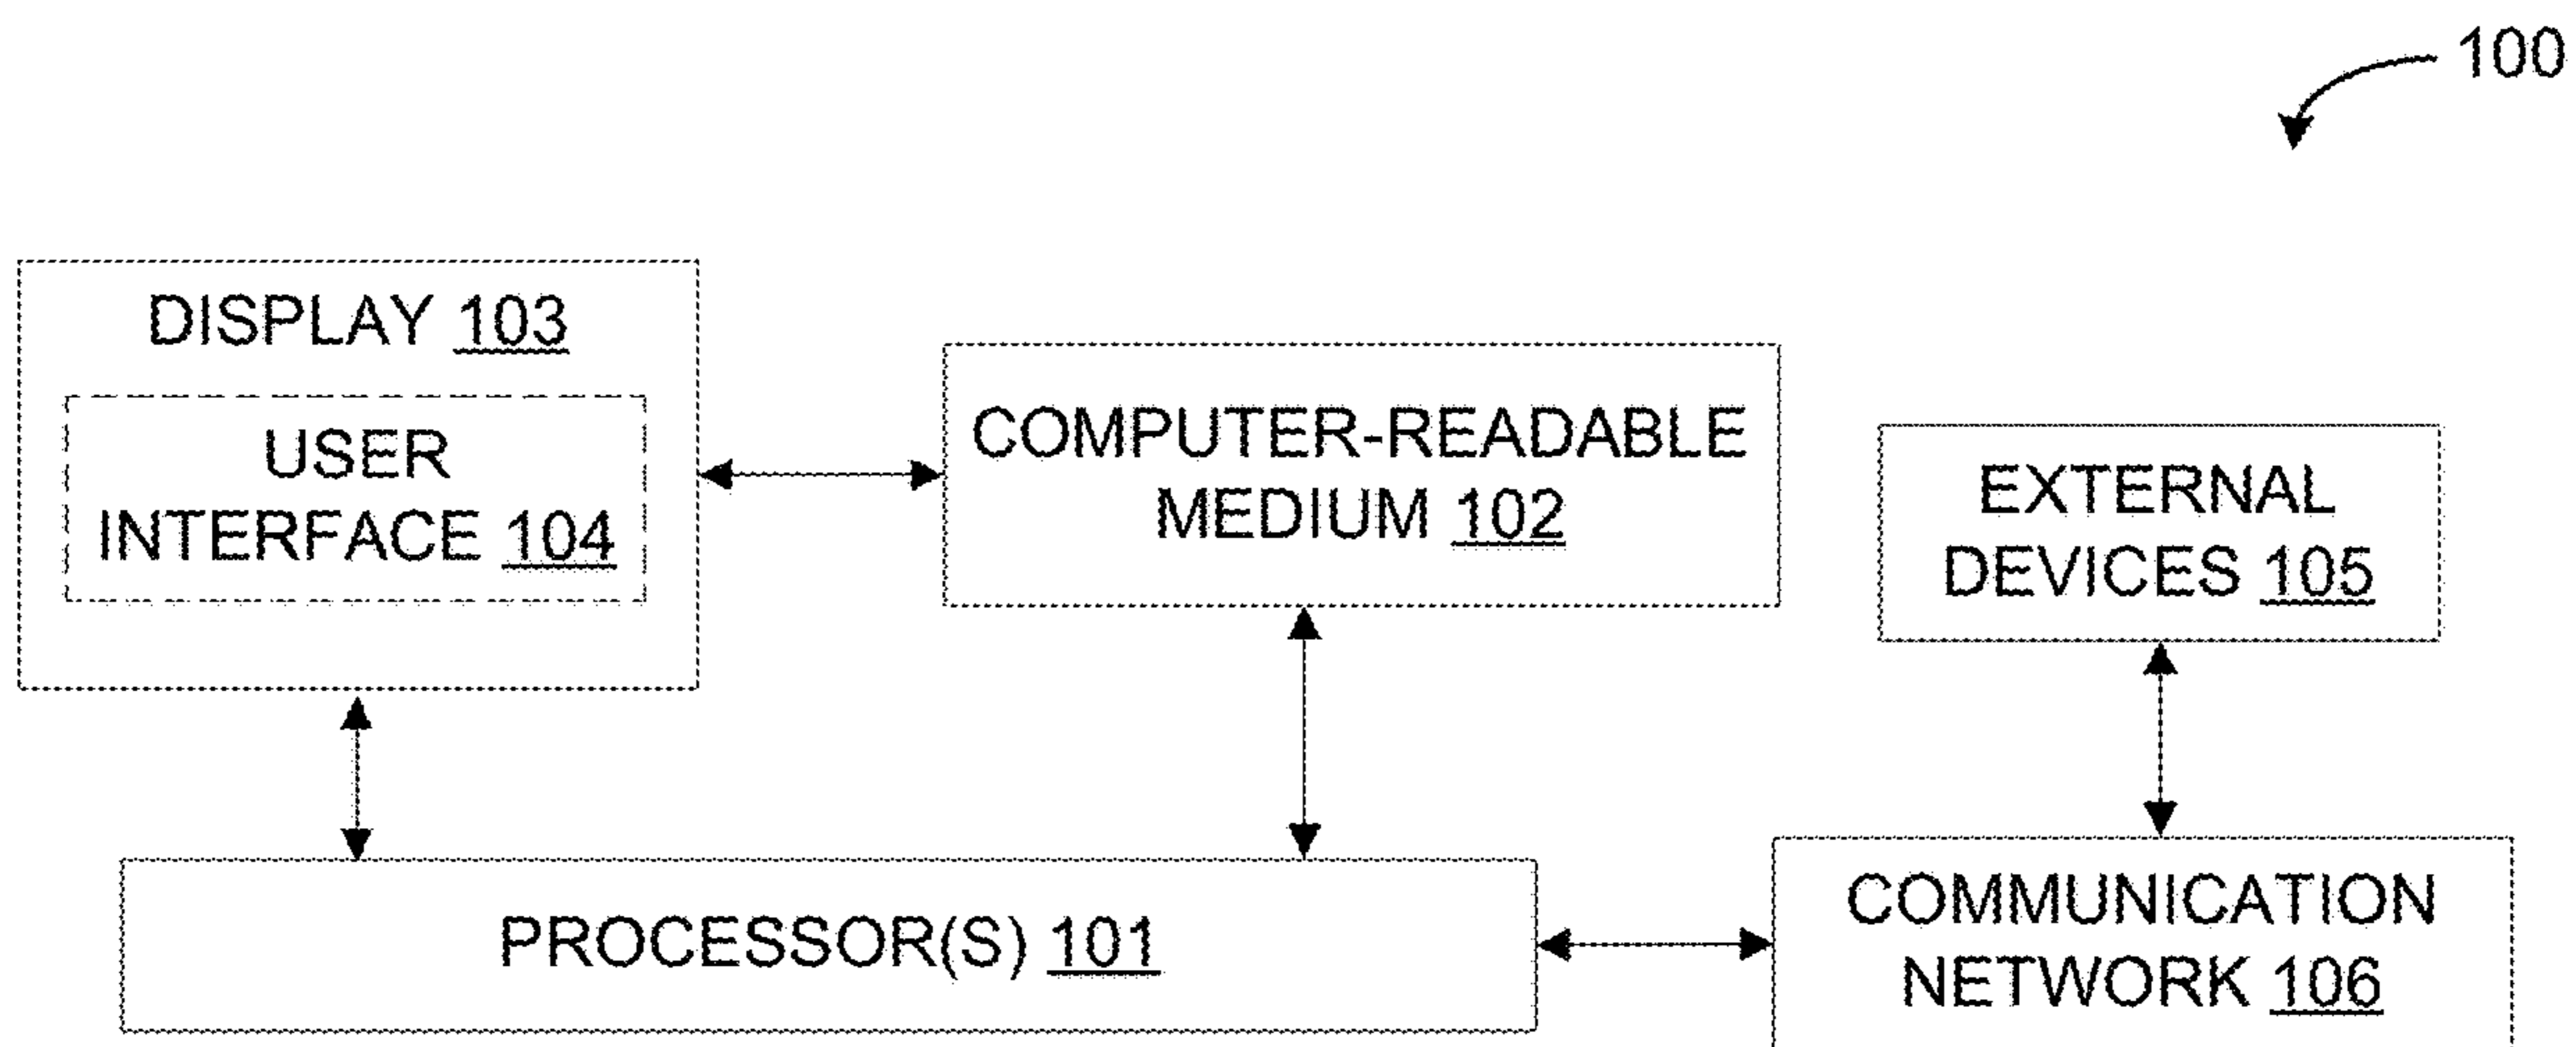 100
DISPLAY 103
USER
INTERFACE 104
COMPUTER-READABLE
MEDIUM 102
EXTERNAL
DEVICES 105
PROCESSOR(S) 101
COMMUNICATION
NETWORK 106